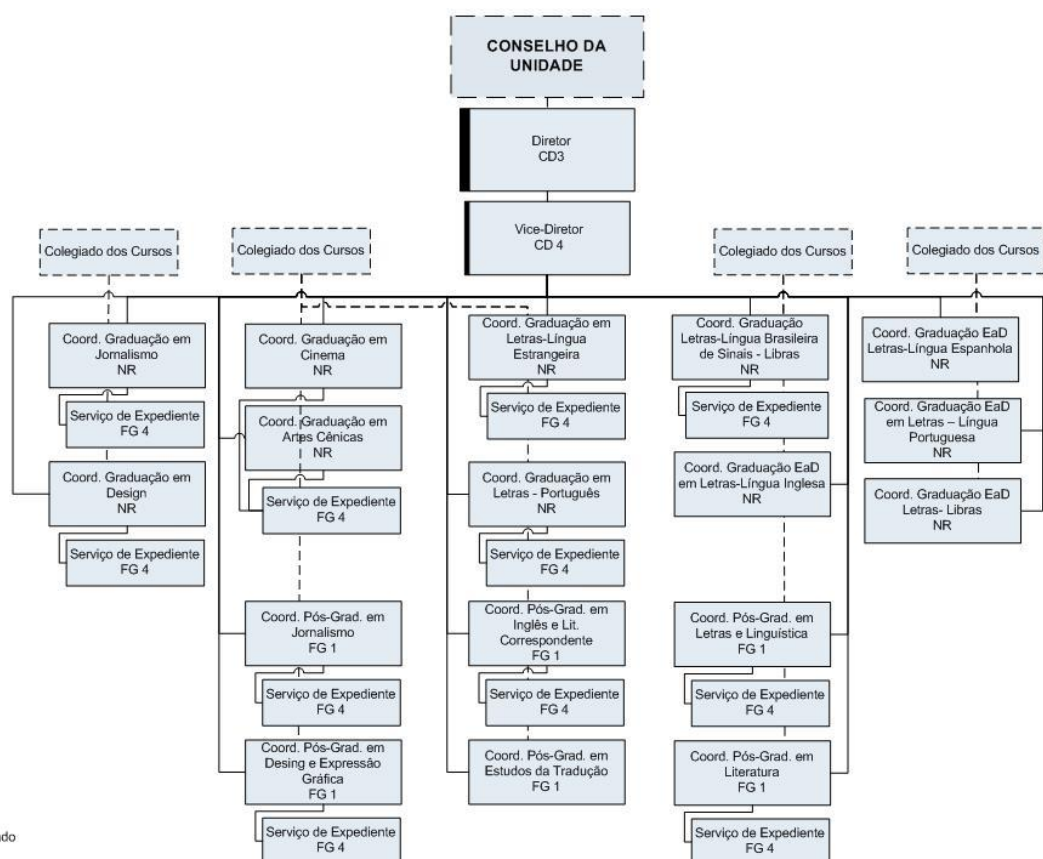 CONSELHO DA
UNIDADE
Diretor
CD3
Vice-Diretor
CD 4
Colegiado dos Cursos
Colegiado dos Cursos
Colegiado dos Cursos
Colegiado dos Cursos
Coord. Graduação em
Jornalismo
NR
Serviço de Expediente
FG 4
Coord. Graduação em
Design
NR
Serviço de Expediente
FG 4
Coord. Graduação em
Cinema
NR
Coord. Graduação em
Artes Cênicas
NR
Serviço de Expediente
FG 4
Coord. Pós-Grad. em
Jornalismo
FG 1
Serviço de Expediente
FG 4
Coord. Pós-Grad. em
Desing e Expressão
Gráfica
FG 1
Serviço de Expediente
FG 4
Coord. Graduação em
Letras-Língua
Estrangeira
NR
Serviço de Expediente
FG 4
Coord. Graduação em
Letras - Português
NR
Serviço de Expediente
FG 4
Coord. Pós-Grad. em
Inglês e Lit.
Correspondente
FG 1
Serviço de Expediente
FG 4
Coord. Pós-Grad. em
Estudos da Tradução
FG 1
Coord. Graduação
Letras-Língua Brasileira
de Sinais - Libras
NR
Serviço de Expediente
FG 4
Coord. Graduação EaD
em Letras-Língua Inglesa
NR
Coord. Pós-Grad. em
Letras e Linguística
FG 1
Serviço de Expediente
FG 4
Coord. Pós-Grad. em
Literatura
FG 1
Serviço de Expediente
FG 4
Coord. Graduação EaD
Letras-Língua Espanhola
NR
Coord. Graduação EaD
em Letras – Língua
Portuguesa
NR
Coord. Graduação EaD
Letras- Libras
NR